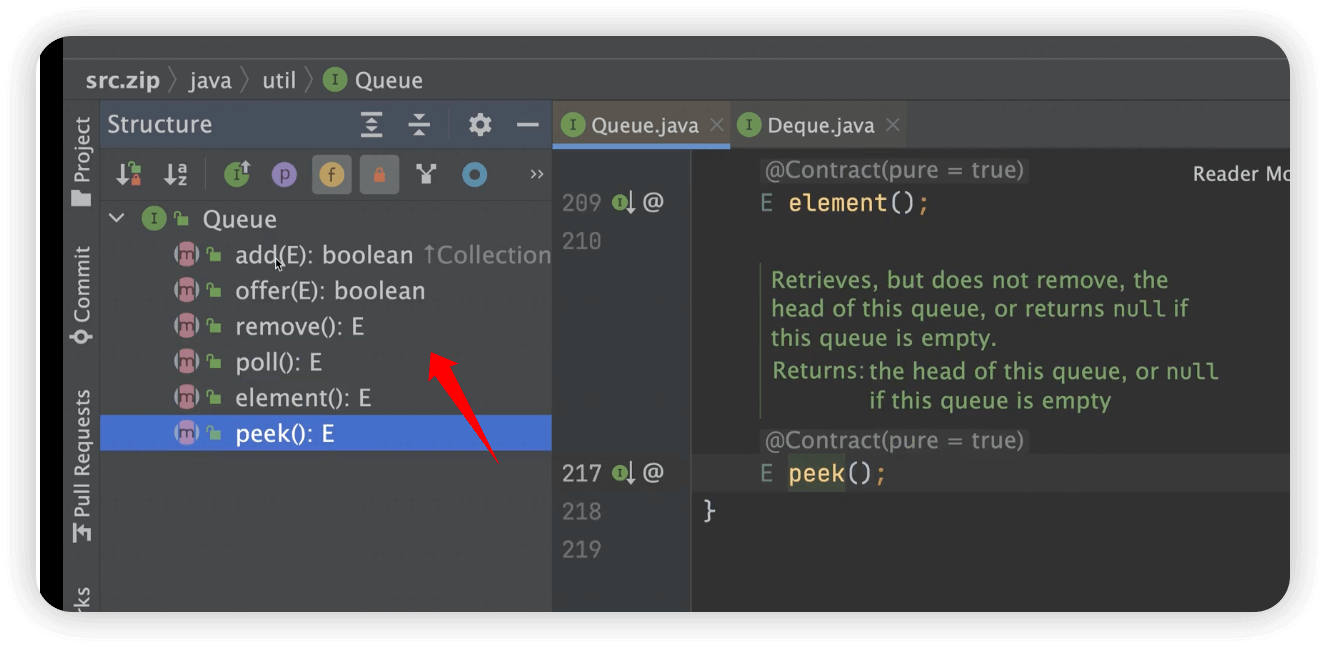 src.zip java util Queue
Structure
Queue.java
Deque.java
Project
Commit
Pull Requests
Queue
add(E): boolean ↑Collection
offer(E): boolean
remove(): E
poll(): E
element(): E
peek(): E
@Contract(pure = true)
Reader Mo
209 @ E element();
210
Retrieves, but does not remove, the
head of this queue, or returns null if
this queue is empty.
Returns: the head of this queue, or null
if this queue is empty
@Contract(pure = true)
217 @ E peek();
218 }
219